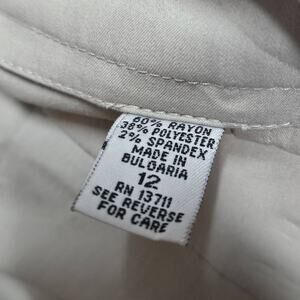 60% RAYON
38% POLYESTER
2% SPANDEX
MADE IN
BULGARIA
12
RN 13711
SEE REVERSE
FOR CARE